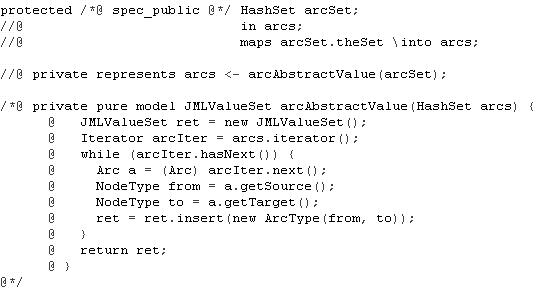 protected /*@ spec_public @*/ HashSet arcSet;
//@                           in arcs;
//@                           maps arcSet.theSet \into arcs;

//@ private represents arcs <- arcAbstractValue(arcSet);

/*@ private pure model JMLValueSet arcAbstractValue(HashSet arcs) {
      @   JMLValueSet ret = new JMLValueSet();
      @   Iterator arcIter = arcs.iterator();
      @   while (arcIter.hasNext()) {
      @     Arc a = (Arc) arcIter.next();
      @     NodeType from = a.getSource();
      @     NodeType to = a.getTarget();
      @     ret = ret.insert(new ArcType(from, to));
      @   }
      @   return ret;
      @ }
@*/